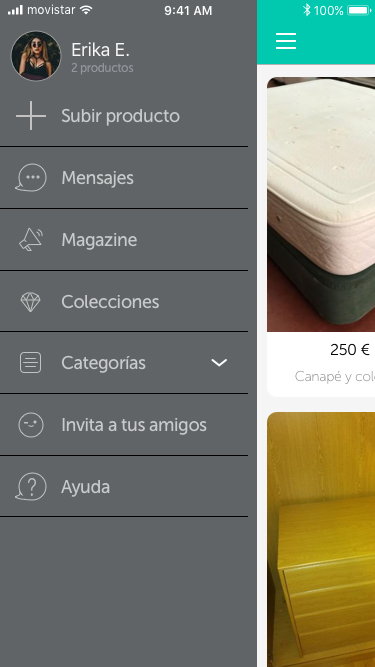 movistar 9:41 AM 100%
Erika E.
2 productos
Subir producto
Mensajes
Magazine
Colecciones
Categorías
Invita a tus amigos
Ayuda
250 €
Canapé y col